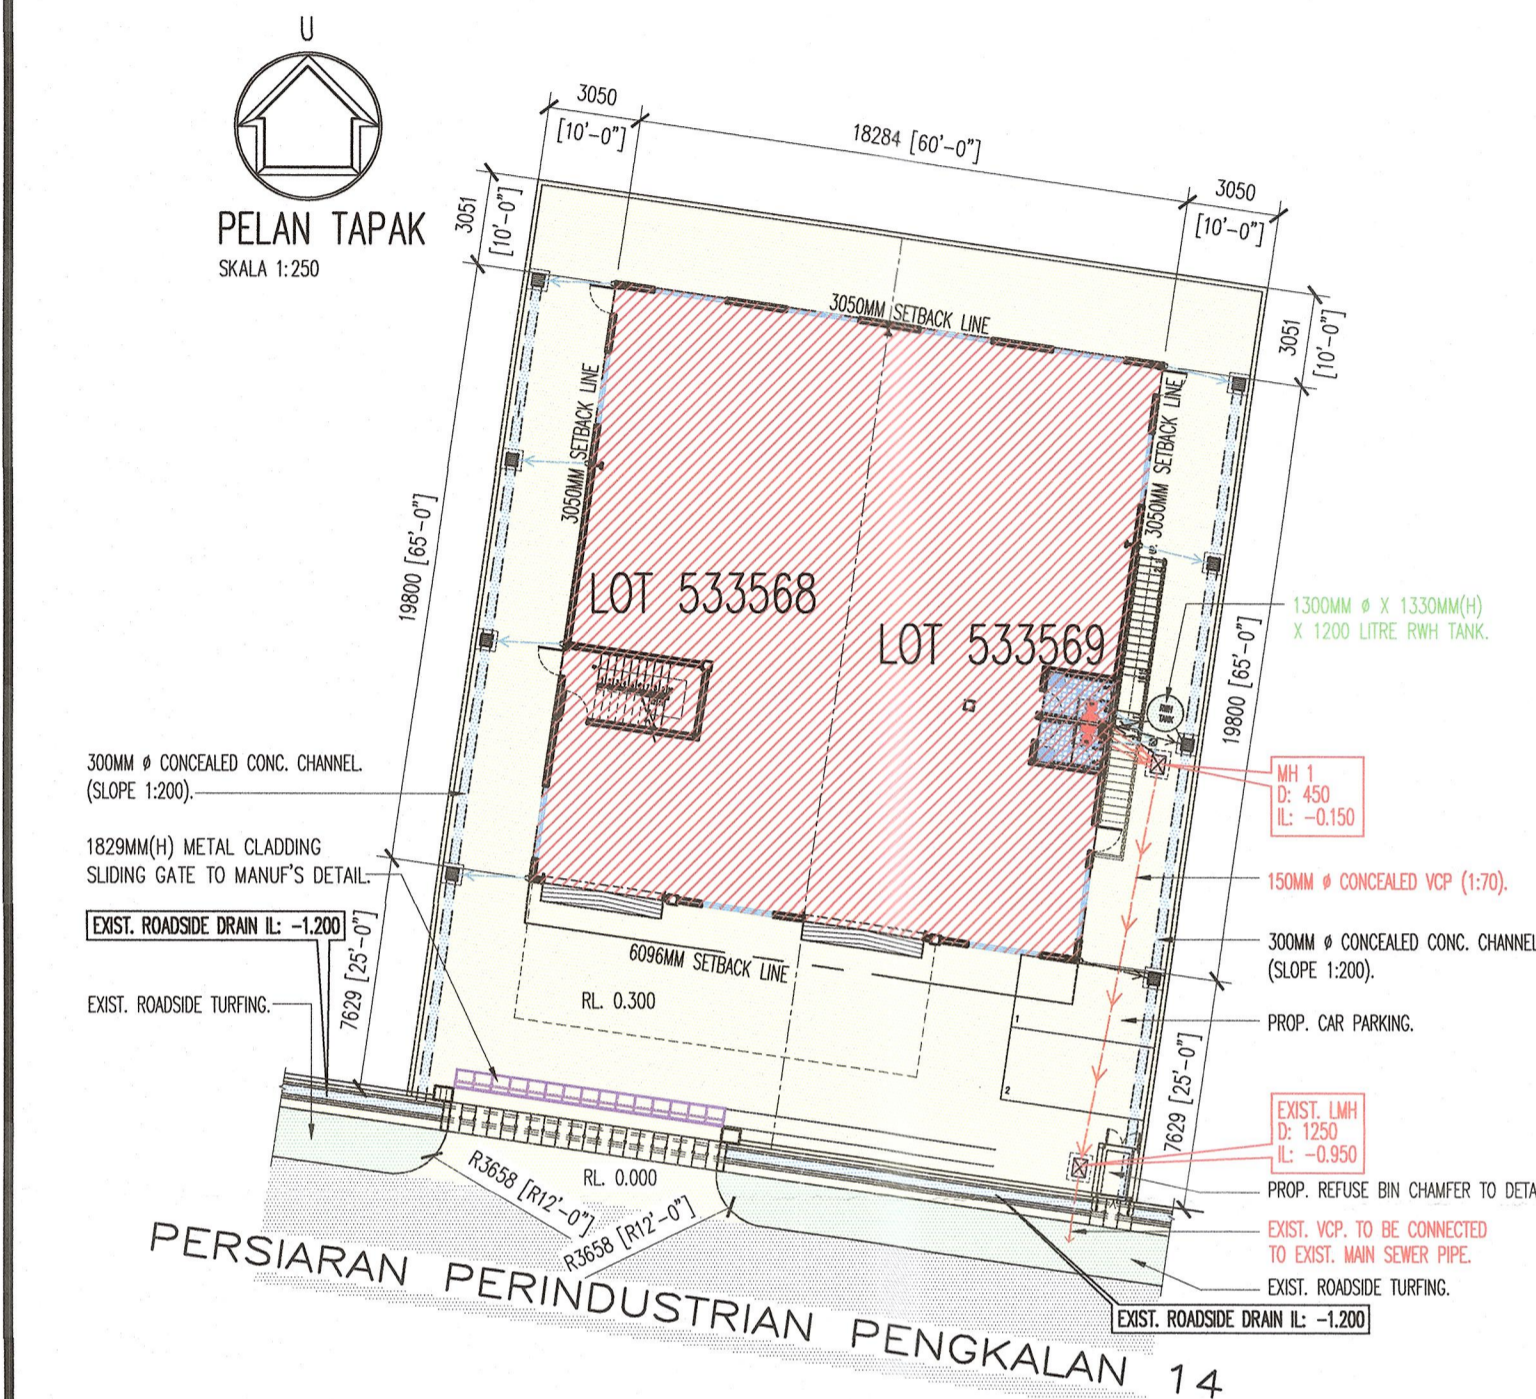 U
PELAN TAPAK
SKALA 1:250
3050
[10'-0"]
18284 [60'-0"]
3050
[10'-0"]
3051
[10'-0"]
3051
[10'-0"]
3050MM SETBACK LINE
3050MM SETBACK LINE
3050MM SETBACK LINE
19800 [65'-0"]
LOT 533568
LOT 533569
1300MM ø X 1330MM(H)
X 1200 LITRE RWH TANK.
19800 [65'-0"]
RWH
TANK
300MM ø CONCEALED CONC. CHANNEL.
(SLOPE 1:200).
MH 1
D: 450
IL: -0.150
1829MM(H) METAL CLADDING
SLIDING GATE TO MANUF'S DETAIL.
150MM ø CONCEALED VCP (1:70).
EXIST. ROADSIDE DRAIN IL: -1.200
300MM ø CONCEALED CONC. CHANNEL
(SLOPE 1:200).
6096MM SETBACK LINE
RL. 0.300
EXIST. ROADSIDE TURFING.
7629 [25'-0"]
1
PROP. CAR PARKING.
2
7629 [25'-0"]
EXIST. LMH
D: 1250
IL: -0.950
R3658 [R12'-0"]
RL. 0.000
R3658 [R12'-0"]
PROP. REFUSE BIN CHAMFER TO DETA
EXIST. VCP. TO BE CONNECTED
TO EXIST. MAIN SEWER PIPE.
EXIST. ROADSIDE TURFING.
EXIST. ROADSIDE DRAIN IL: -1.200
PERSIARAN PERINDUSTRIAN PENGKALAN 14